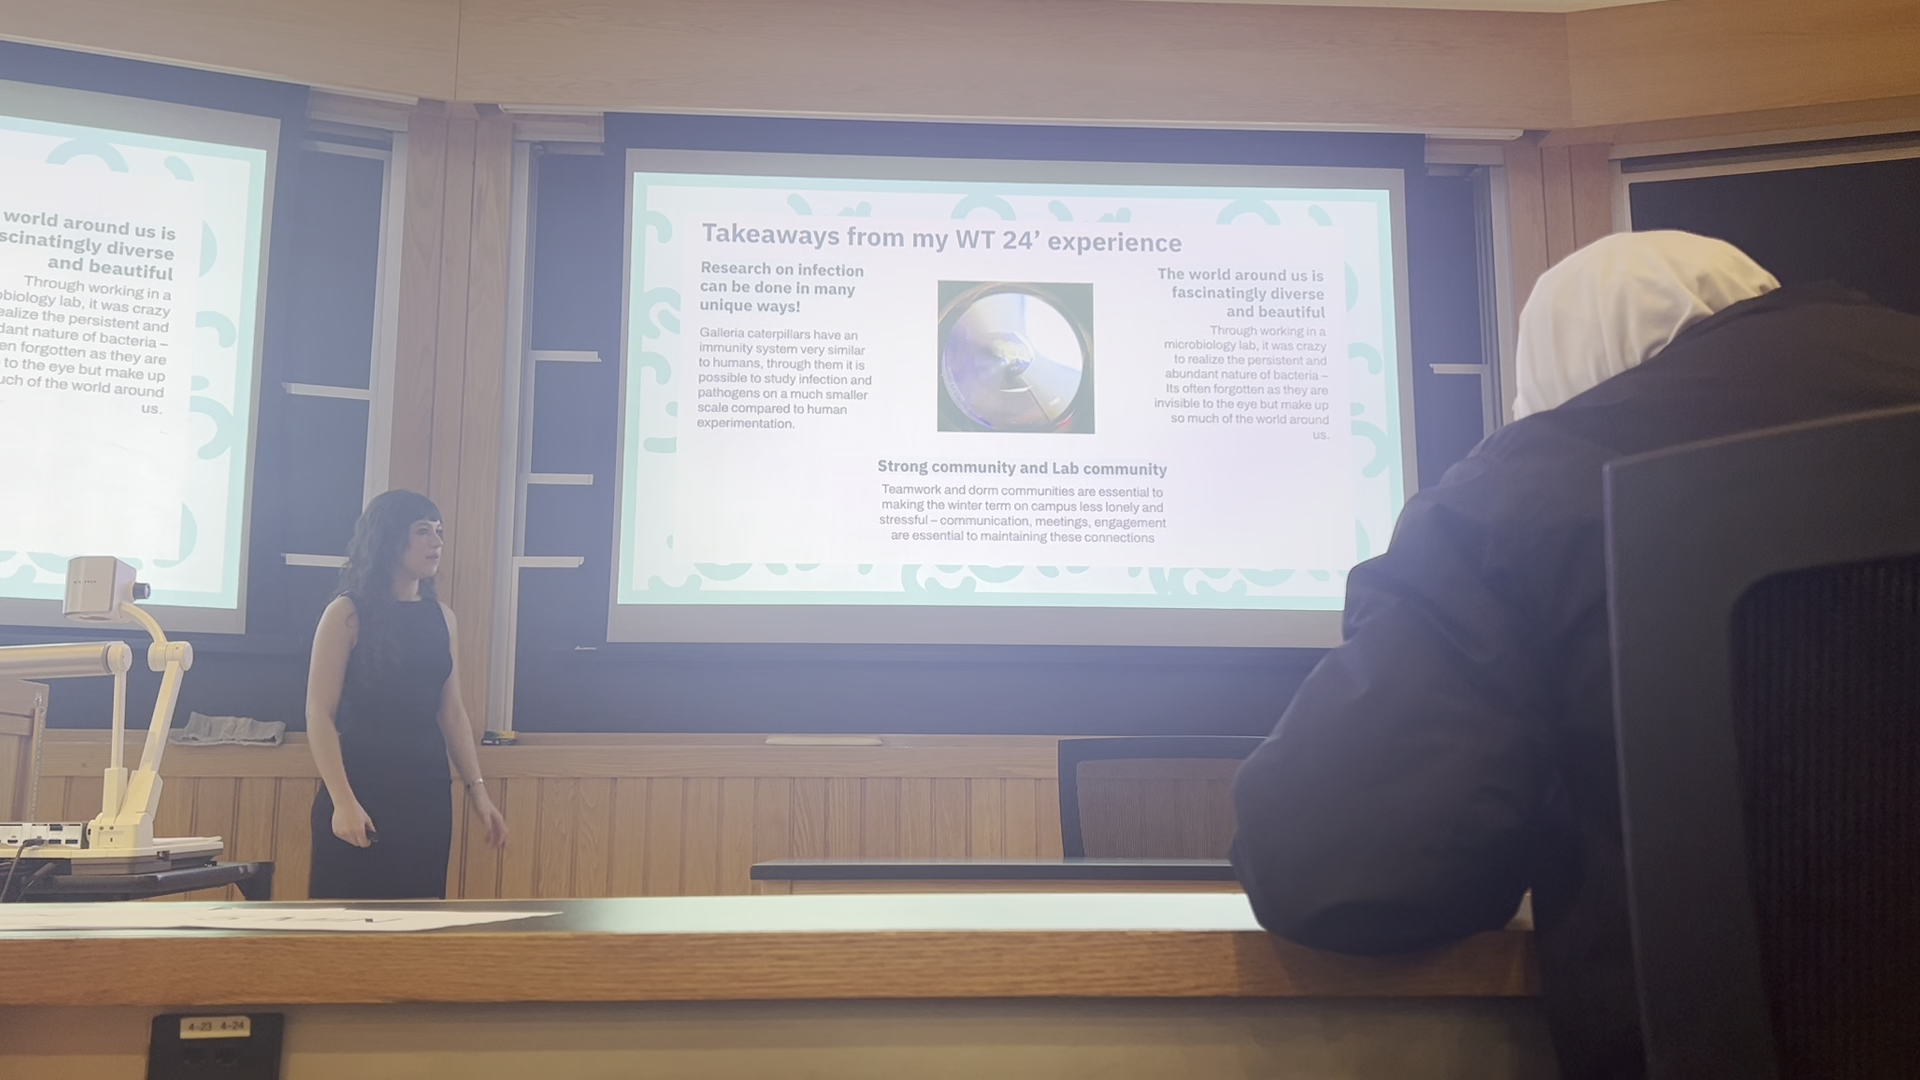 world around us is
scinatingly diverse
and beautiful
Through working in a
obiology lab, it was crazy
ealize the persistent and
dant nature of bacteria –
en forgotten as they are
to the eye but make up
uch of the world around
us.
Takeaways from my WT 24’ experience
Research on infection
can be done in many
unique ways!
Galleria caterpillars have an
immunity system very similar
to humans, through them it is
possible to study infection and
pathogens on a much smaller
scale compared to human
experimentation.
The world around us is
fascinatingly diverse
and beautiful
Through working in a
microbiology lab, it was crazy
to realize the persistent and
abundant nature of bacteria –
Its often forgotten as they are
invisible to the eye but make up
so much of the world around
us.
Strong community and Lab community
Teamwork and dorm communities are essential to
making the winter term on campus less lonely and
stressful – communication, meetings, engagement
are essential to maintaining these connections
4-23 4-24